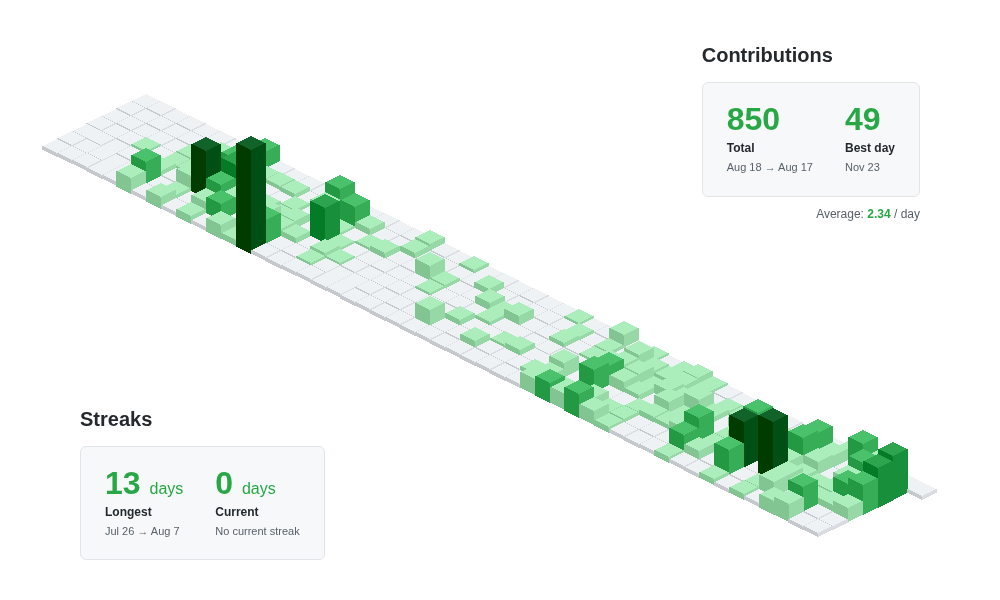 Contributions
850 49
Total Best day
Aug 18 → Aug 17 Nov 23
Average: 2.34 / day
Streaks
13 days 0 days
Longest Current
Jul 26 → Aug 7 No current streak